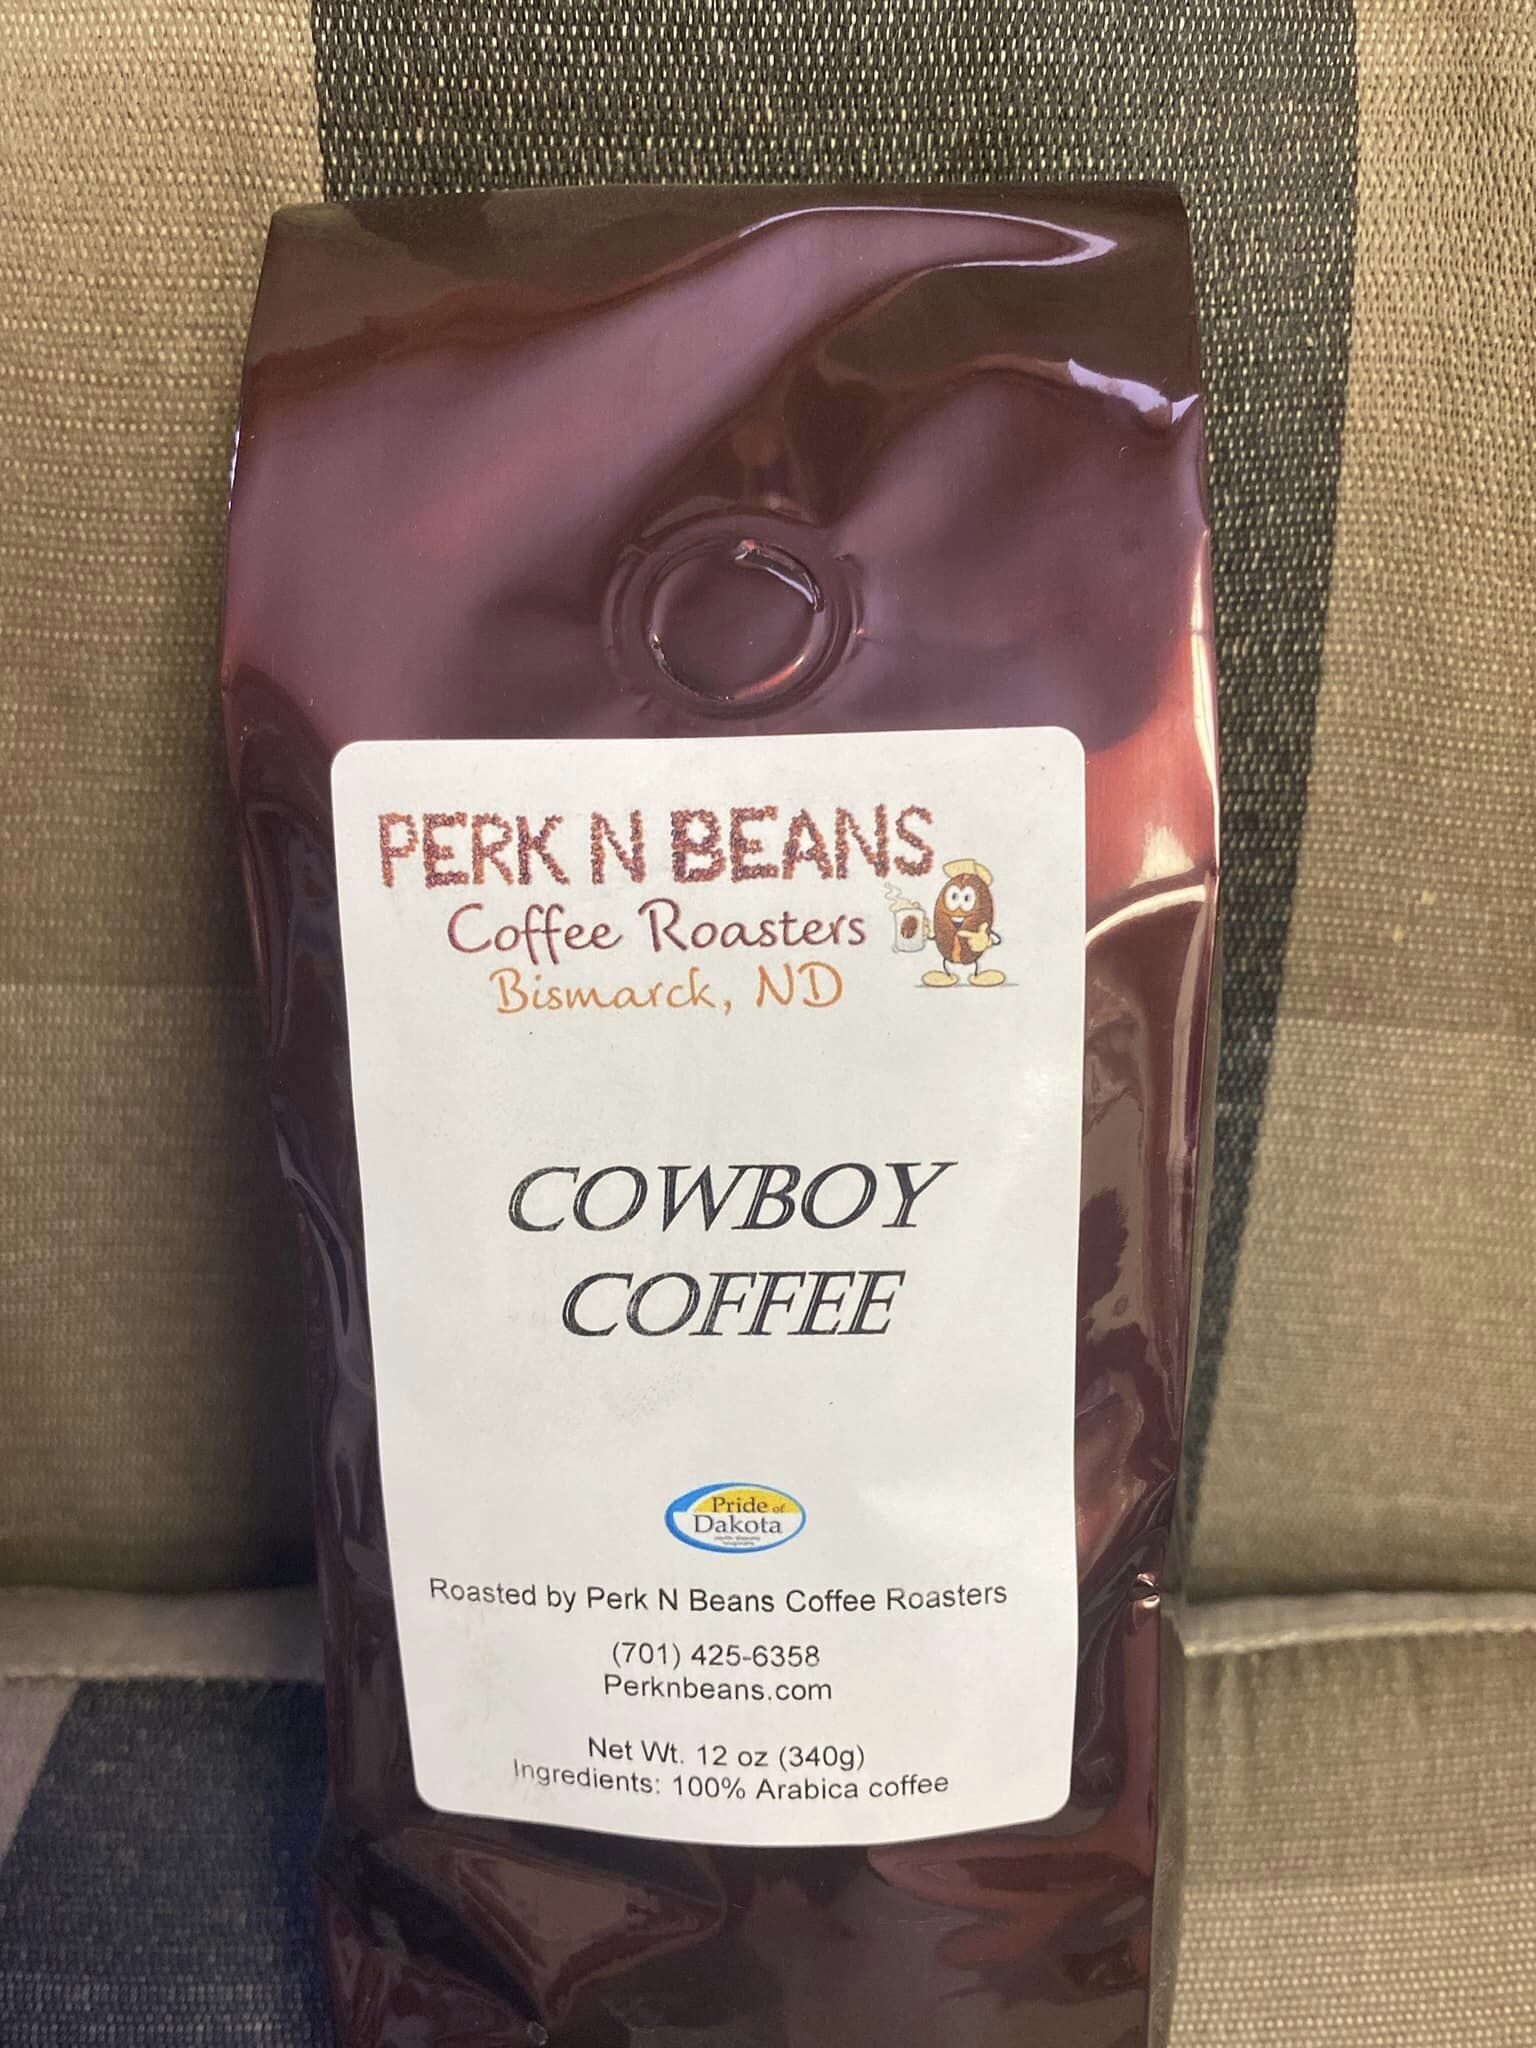 PERK N BEANS
Coffee Roasters
Bismarck, ND
COWBOY
COFFEE
Pride of
Dakota
Roasted by Perk N Beans Coffee Roasters
(701) 425-6358
Perknbeans.com
Net Wt. 12 oz (340g)
Ingredients: 100% Arabica coffee